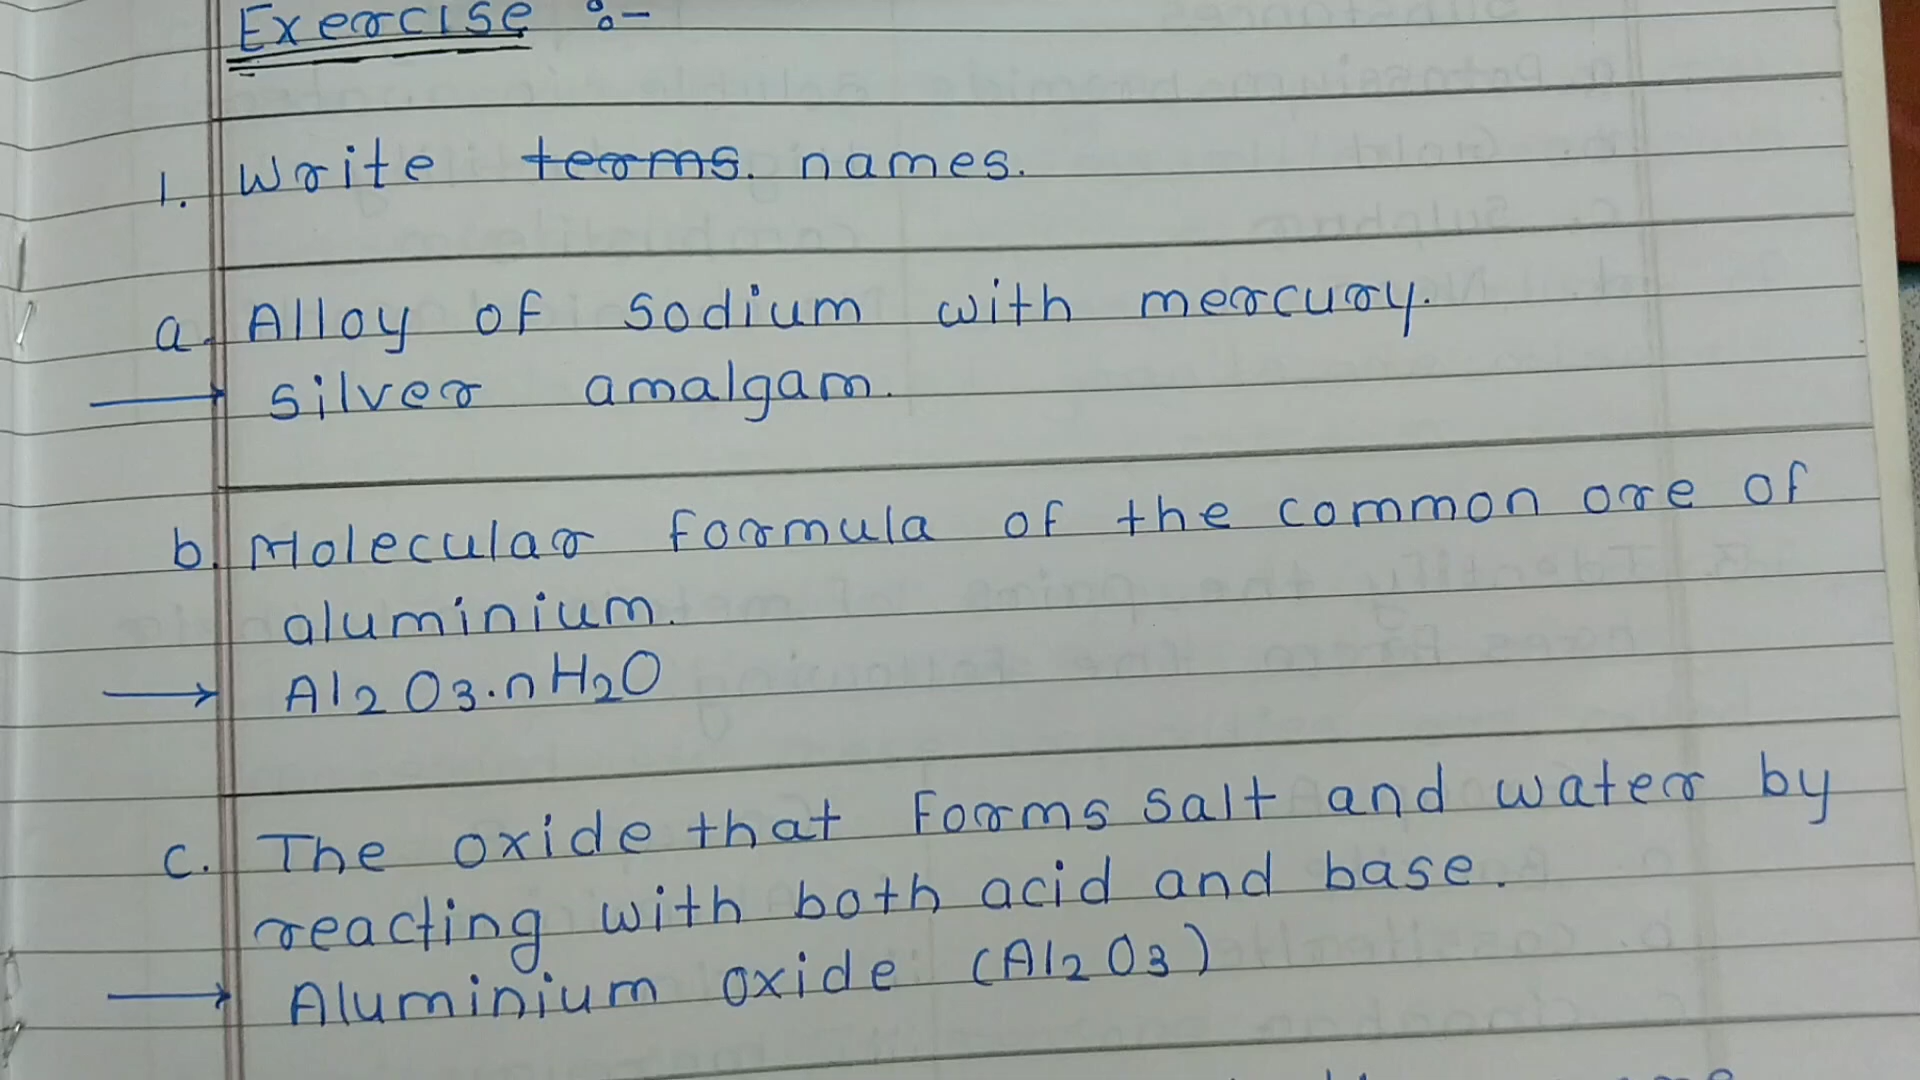 Exercise :-
1. Write terms. names.
a. Alloy of sodium with mercury.
→ silver amalgam.
b. Molecular formula of the common ore of
aluminium.
→ Al2O3.nH2O
c. The oxide that forms salt and water by
reacting with both acid and base.
→ Aluminium oxide (Al2O3)